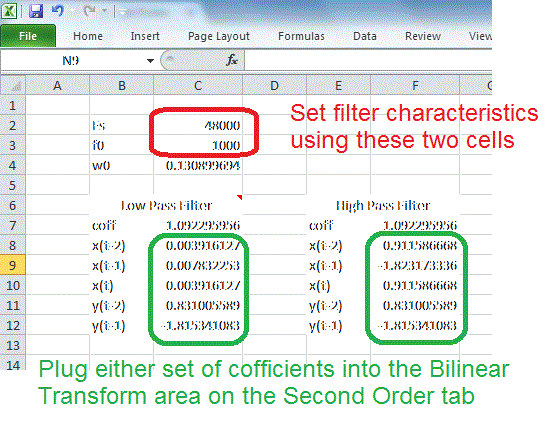 File Home Insert Page Layout Formulas Data Review View
N9 fx
A B C D E F
1
2 Fs 48000
Set filter characteristics
3 f0 1000
using these two cells
4 w0 0.130899694
5
6 Low Pass Filter High Pass Filter
7 coff 1.092295956 coff 1.092295956
8 x(t-2) 0.003916127 x(t-2) 0.911586668
9 x(t-1) 0.007832253 x(t-1) -1.823173336
10 x(t) 0.003916127 x(t) 0.911586668
11 y(t-2) 0.831005589 y(t-2) 0.831005589
12 y(t-1) -1.815341083 y(t-1) -1.815341083
13
Plug either set of cofficients into the Bilinear
14
Transform area on the Second Order tab